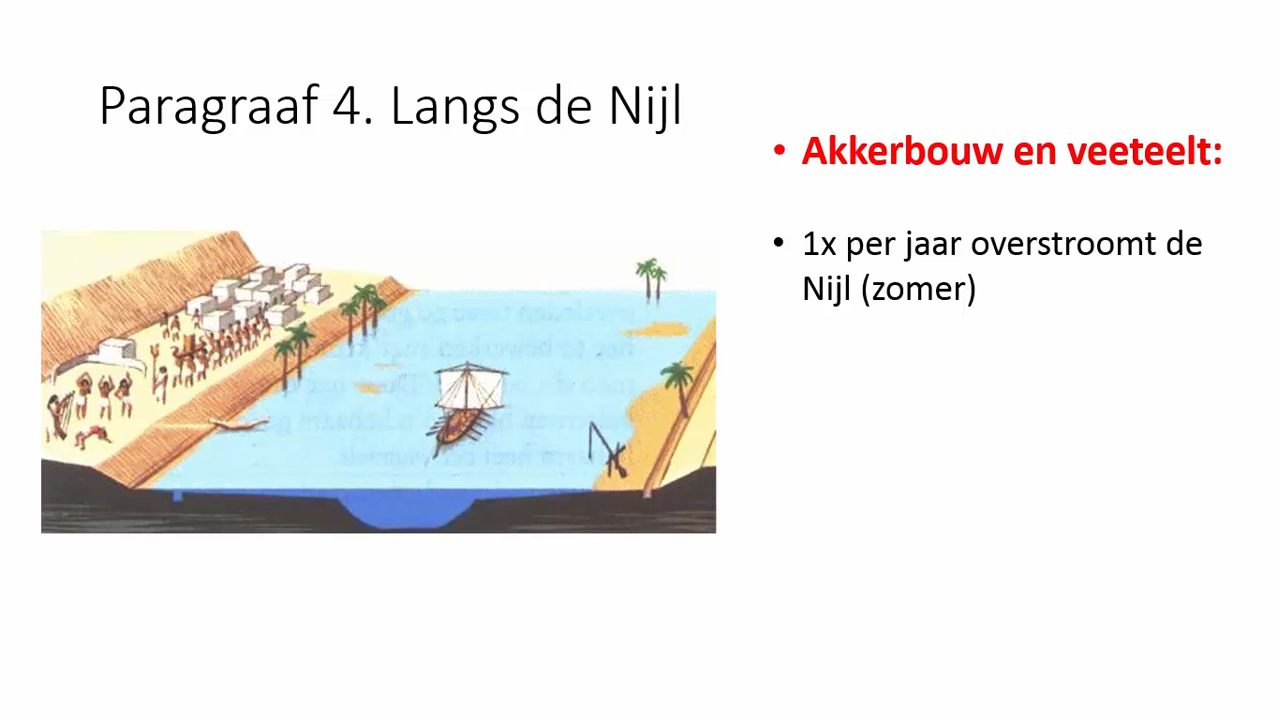 Paragraaf 4. Langs de Nijl
• Akkerbouw en veeteelt:
• 1x per jaar overstroomt de
Nijl (zomer)